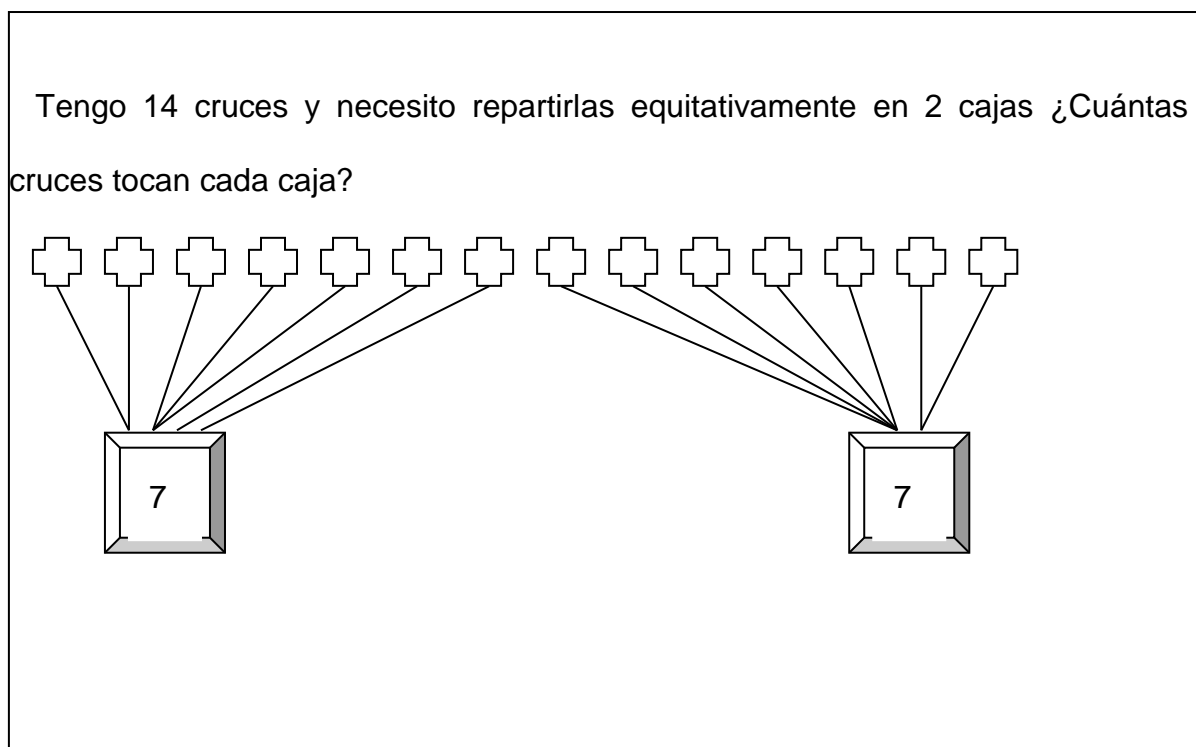 Tengo 14 cruces y necesito repartirlas equitativamente en 2 cajas ¿Cuántas
cruces tocan cada caja?
7 7